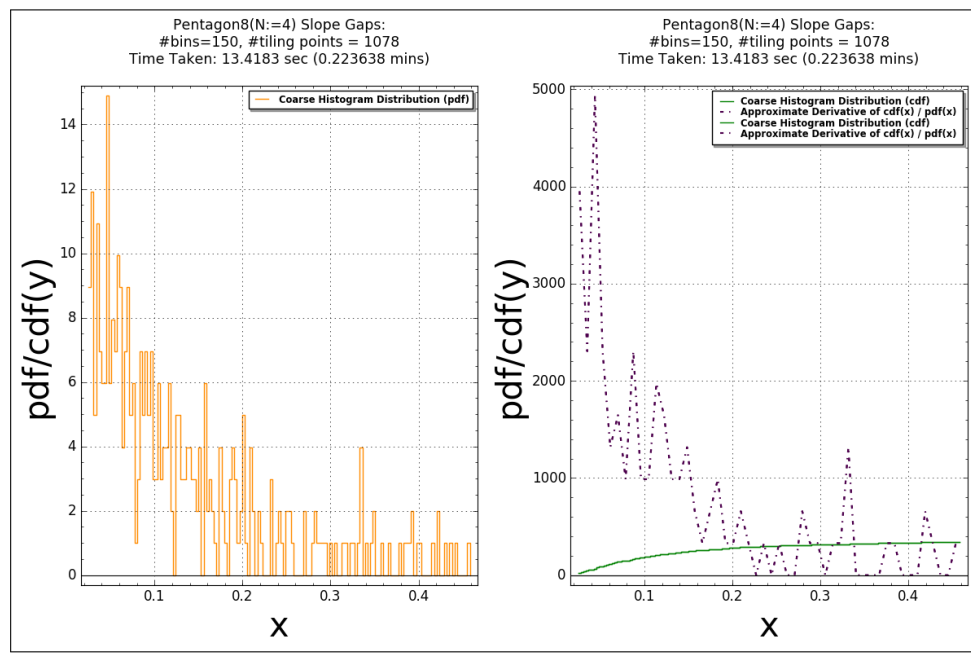 Pentagon8(N:=4) Slope Gaps:
#bins=150, #tiling points = 1078
Time Taken: 13.4183 sec (0.223638 mins)
Coarse Histogram Distribution (pdf)
14
12
10
8
6
4
2
0
0.1
0.2
0.3
0.4
pdf/cdf(y)
x
Pentagon8(N:=4) Slope Gaps:
#bins=150, #tiling points = 1078
Time Taken: 13.4183 sec (0.223638 mins)
Coarse Histogram Distribution (cdf)
Approximate Derivative of cdf(x) / pdf(x)
Coarse Histogram Distribution (cdf)
Approximate Derivative of cdf(x) / pdf(x)
5000
4000
3000
2000
1000
0
0.1
0.2
0.3
0.4
pdf/cdf(y)
x